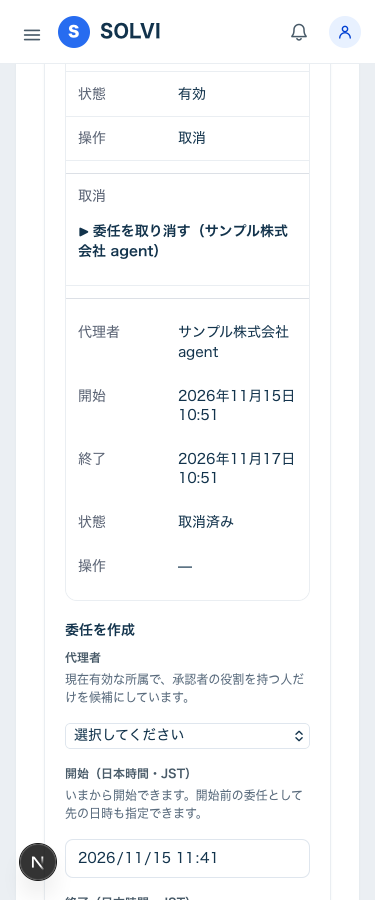 S SOLVI
状態 有効
操作 取消
取消
▶ 委任を取り消す（サンプル株式
会社 agent）
代理者 サンプル株式会社
agent
開始 2026年11月15日
10:51
終了 2026年11月17日
10:51
状態 取消済み
操作 —
委任を作成
代理者
現在有効な所属で、承認者の役割を持つ人だ
けを候補にしています。
選択してください
開始（日本時間・JST）
いまから開始できます。開始前の委任として
先の日時も指定できます。
N 2026/11/15 11:41
終了（日本時間・JST）